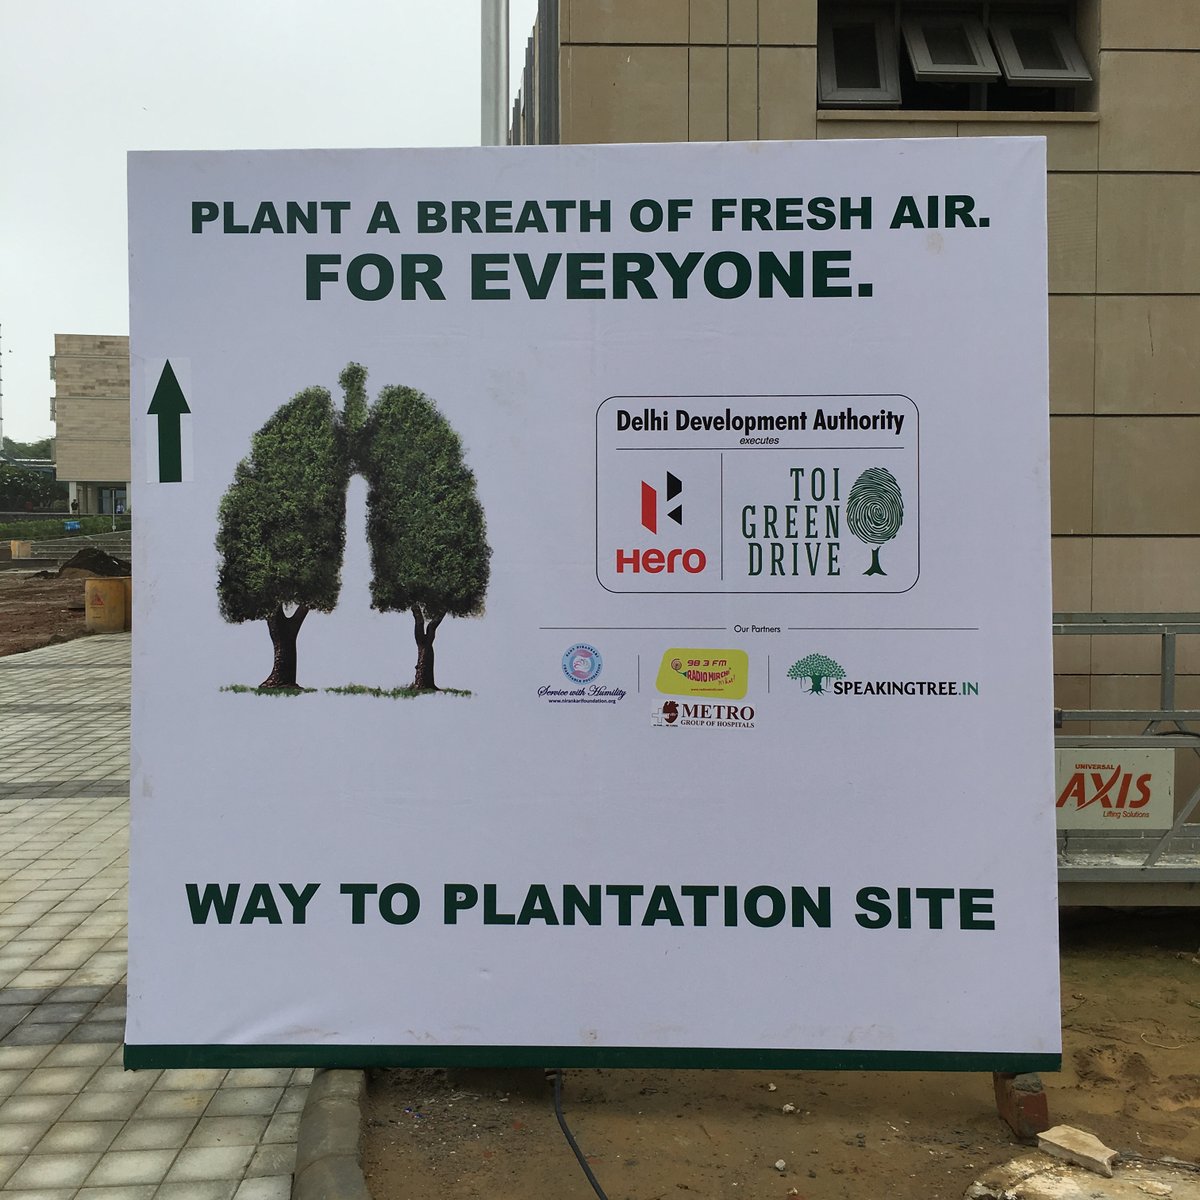 PLANT A BREATH OF FRESH AIR.
FOR EVERYONE.
Delhi Development Authority
executes
Hero
TOI
GREEN
DRIVE
Our Partners
Service with Humility
www.nirankarifoundation.org
98.3 FM
RADIO MIRCHI
SPEAKINGTREE.IN
METRO
GROUP OF HOSPITALS
WAY TO PLANTATION SITE
UNIVERSAL
AXIS
Lifting Solutions